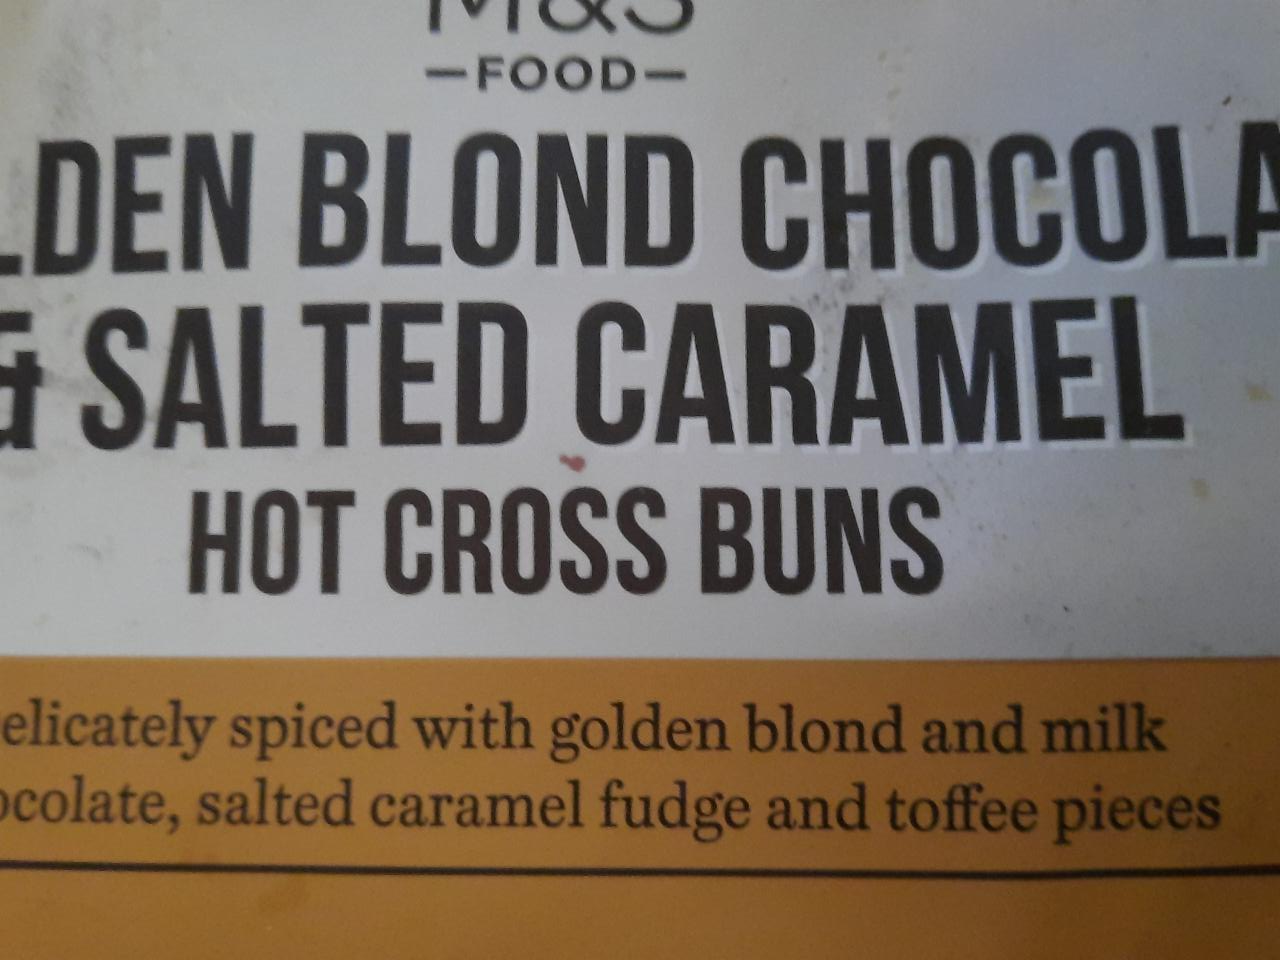 M&S
—FOOD—
LDEN BLOND CHOCOLA
& SALTED CARAMEL
HOT CROSS BUNS
elicately spiced with golden blond and milk
ocolate, salted caramel fudge and toffee pieces